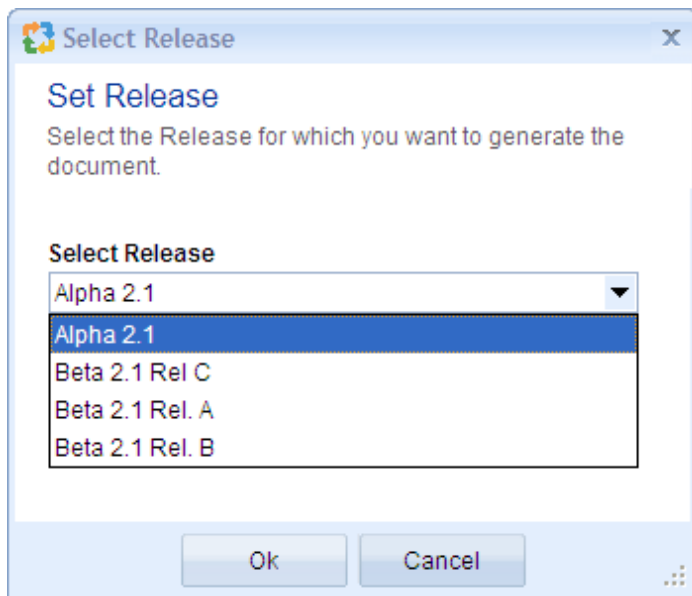 Select Release
Set Release
Select the Release for which you want to generate the
document.
Select Release
Alpha 2.1
Alpha 2.1
Beta 2.1 Rel C
Beta 2.1 Rel. A
Beta 2.1 Rel. B
Ok
Cancel